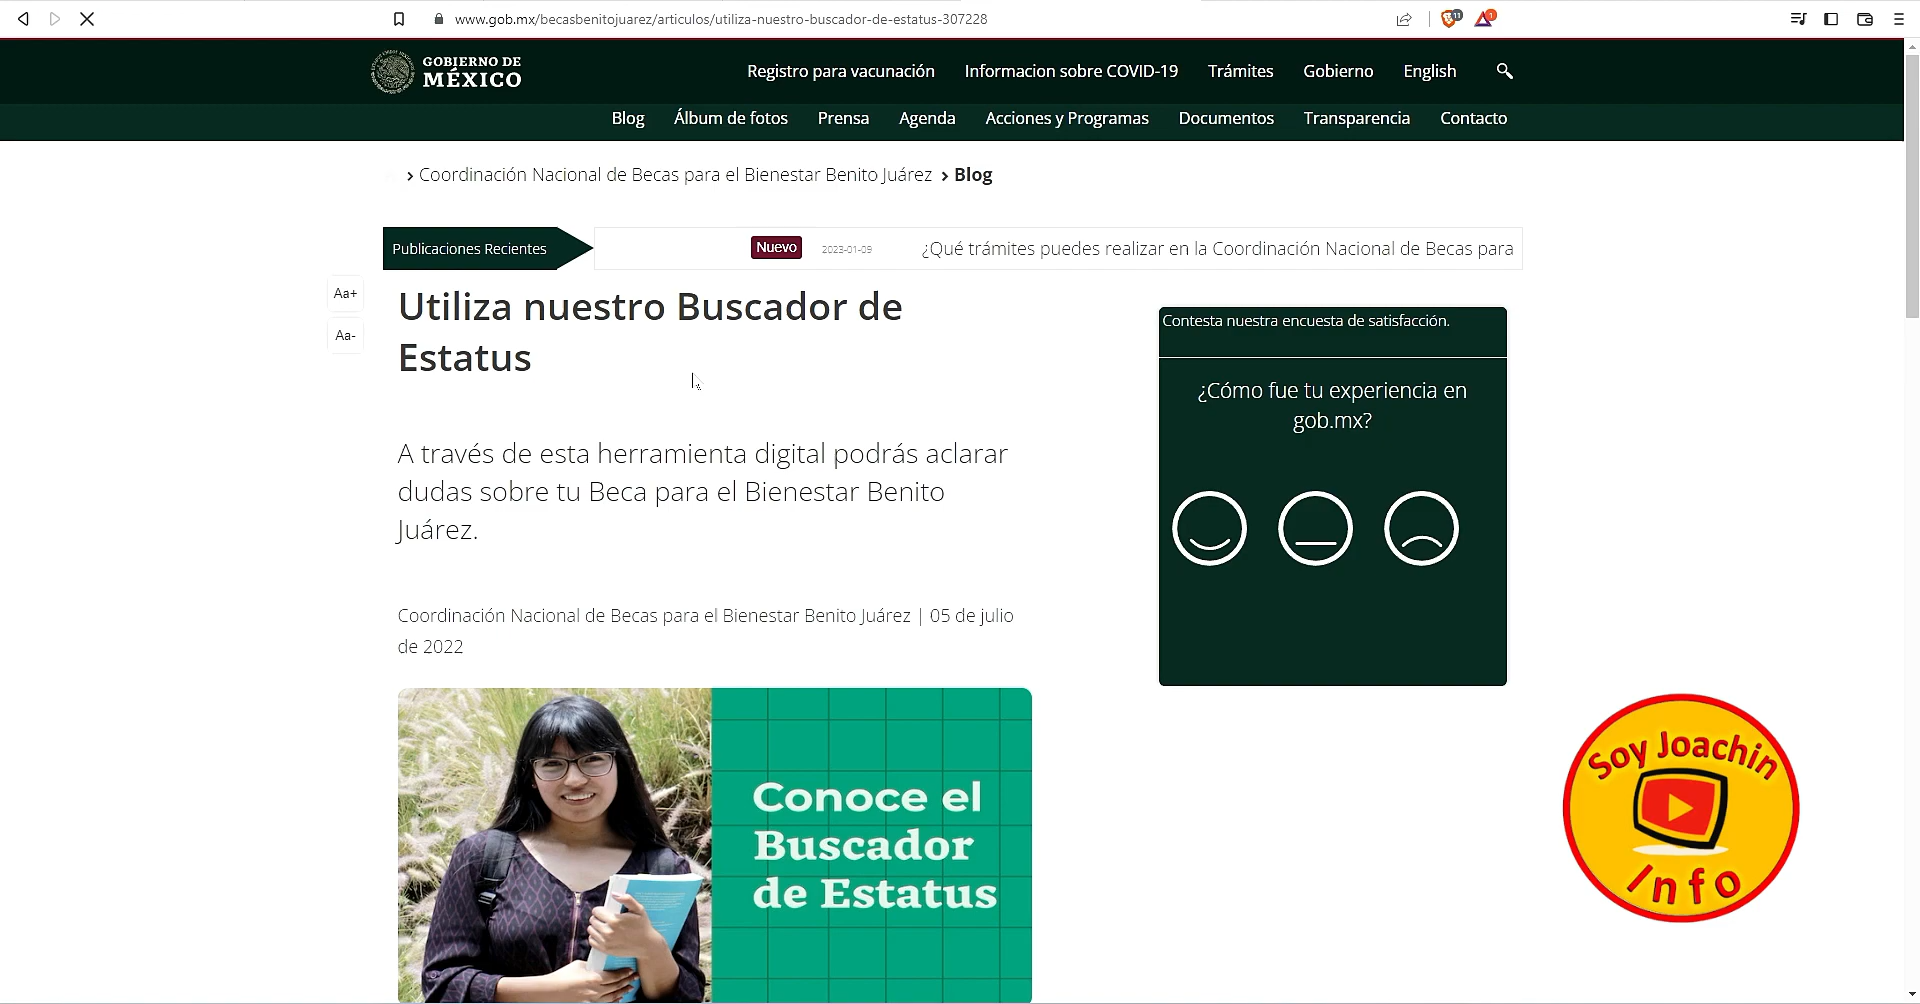 www.gob.mx/becasbenitojuarez/articulos/utiliza-nuestro-buscador-de-estatus-307228
11
1
GOBIERNO DE
MÉXICO
Registro para vacunación
Informacion sobre COVID-19
Trámites
Gobierno
English
Blog
Álbum de fotos
Prensa
Agenda
Acciones y Programas
Documentos
Transparencia
Contacto
› Coordinación Nacional de Becas para el Bienestar Benito Juárez › Blog
Publicaciones Recientes
Nuevo
2023-01-09
¿Qué trámites puedes realizar en la Coordinación Nacional de Becas para
Aa+
Aa-
Utiliza nuestro Buscador de
Estatus
A través de esta herramienta digital podrás aclarar
dudas sobre tu Beca para el Bienestar Benito
Juárez.
Coordinación Nacional de Becas para el Bienestar Benito Juárez | 05 de julio
de 2022
Conoce el
Buscador
de Estatus
Contesta nuestra encuesta de satisfacción.
¿Cómo fue tu experiencia en
gob.mx?
Soy Joachin
Info